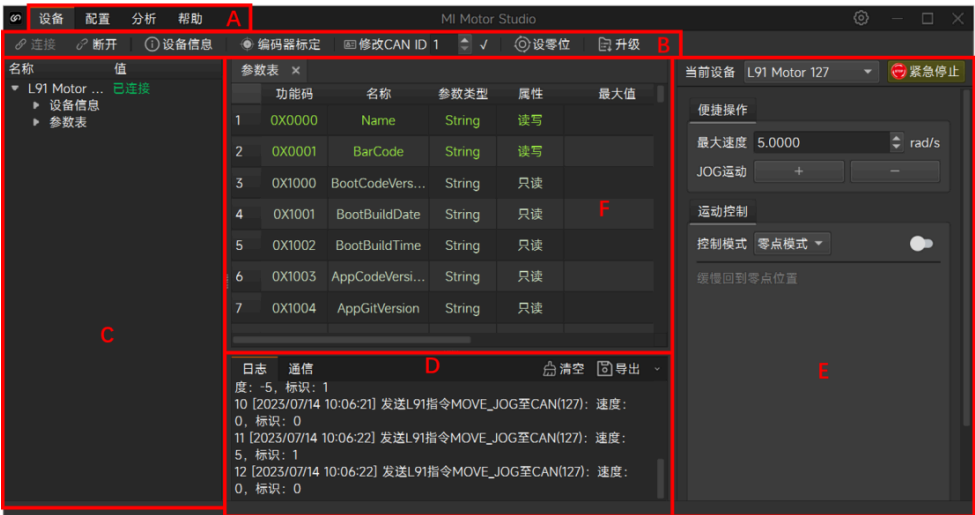 设备 配置 分析 帮助 A MI Motor Studio
连接 断开 设备信息 编码器标定 修改CAN ID 1 √ 设零位 升级 B
名称 值
L91 Motor ... 已连接
设备信息
参数表
C
参数表 ×
功能码 名称 参数类型 属性 最大值
1 0X0000 Name String 读写
2 0X0001 BarCode String 读写
3 0X1000 BootCodeVers... String 只读
4 0X1001 BootBuildDate String 只读
F
5 0X1002 BootBuildTime String 只读
6 0X1003 AppCodeVersi... String 只读
7 0X1004 AppGitVersion String 只读
日志 通信 D 清空 导出
度：-5，标识：1
10 [2023/07/14 10:06:21] 发送L91指令MOVE_JOG至CAN(127)：速度：
0，标识：0
11 [2023/07/14 10:06:22] 发送L91指令MOVE_JOG至CAN(127)：速度：
5，标识：1
12 [2023/07/14 10:06:22] 发送L91指令MOVE_JOG至CAN(127)：速度：
0，标识：0
当前设备 L91 Motor 127 STOP 紧急停止
便捷操作
最大速度 5.0000 rad/s
JOG运动 + −
运动控制
控制模式 零点模式
缓慢回到零点位置
E